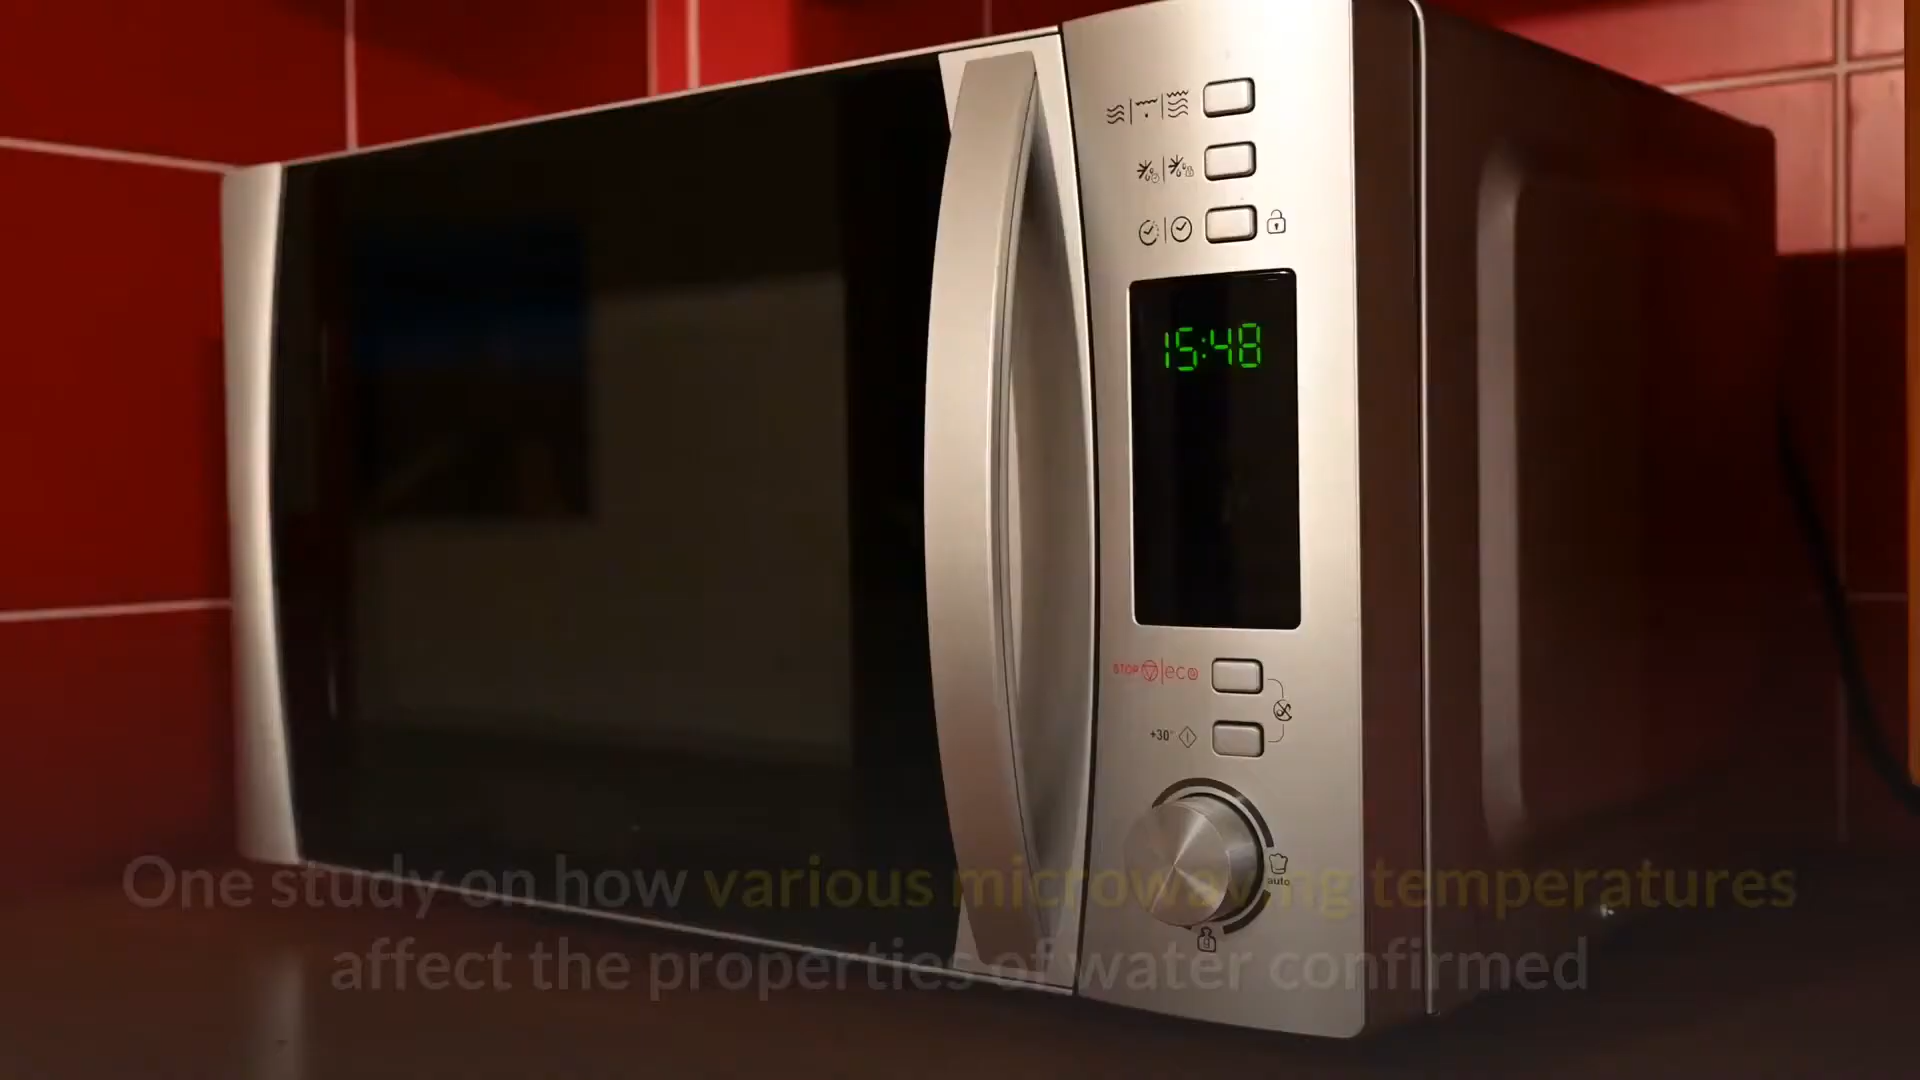 15:48
STOP eco
+30"
auto
g
One study on how various microwaving temperatures
affect the properties of water confirmed